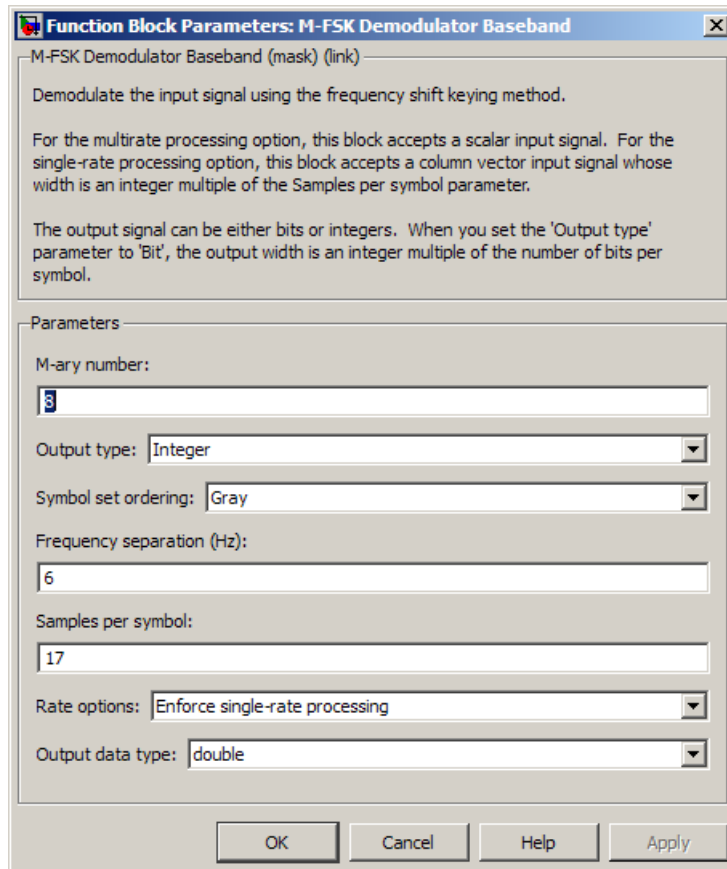 Function Block Parameters: M-FSK Demodulator Baseband
M-FSK Demodulator Baseband (mask) (link)
Demodulate the input signal using the frequency shift keying method.
For the multirate processing option, this block accepts a scalar input signal.  For the
single-rate processing option, this block accepts a column vector input signal whose
width is an integer multiple of the Samples per symbol parameter.
The output signal can be either bits or integers.  When you set the 'Output type'
parameter to 'Bit', the output width is an integer multiple of the number of bits per
symbol.
Parameters
M-ary number:
8
Output type: Integer
Symbol set ordering: Gray
Frequency separation (Hz):
6
Samples per symbol:
17
Rate options: Enforce single-rate processing
Output data type: double
OK Cancel Help Apply